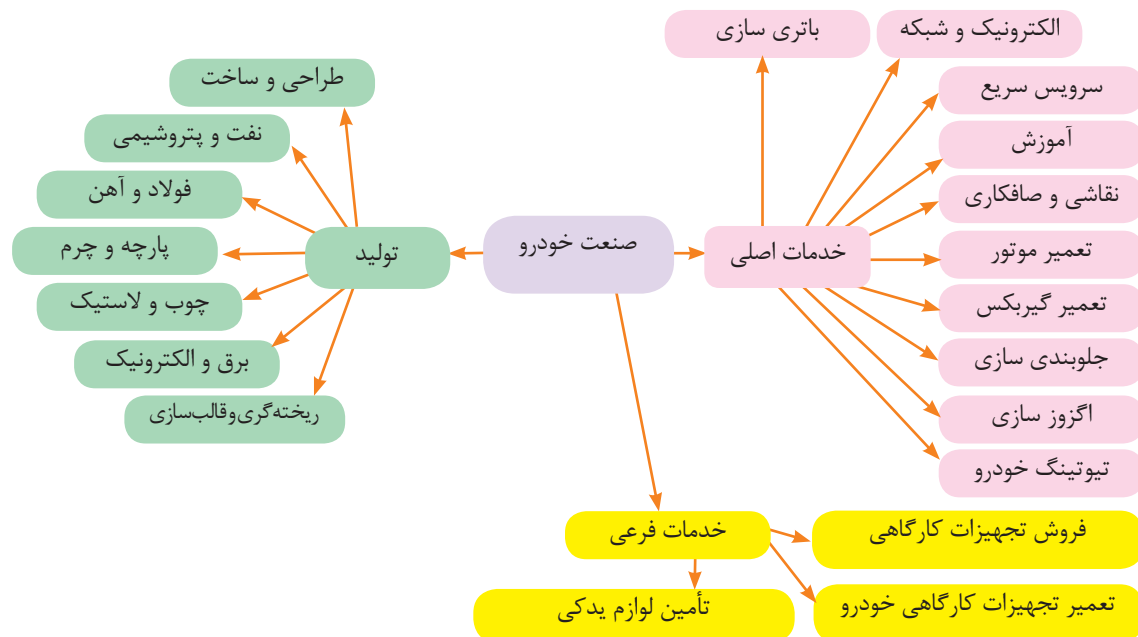 صنعت خودرو
خدمات اصلی
باتری سازی
الکترونیک و شبکه
سرویس سریع
آموزش
نقاشی و صافکاری
تعمیر موتور
تعمیر گیربکس
جلوبندی سازی
اگزوز سازی
تیوتینگ خودرو
تولید
طراحی و ساخت
نفت و پتروشیمی
فولاد و آهن
پارچه و چرم
چوب و لاستیک
برق و الکترونیک
ریخته‌گری‌وقالب‌سازی
خدمات فرعی
فروش تجهیزات کارگاهی
تعمیر تجهیزات کارگاهی خودرو
تأمین لوازم یدکی